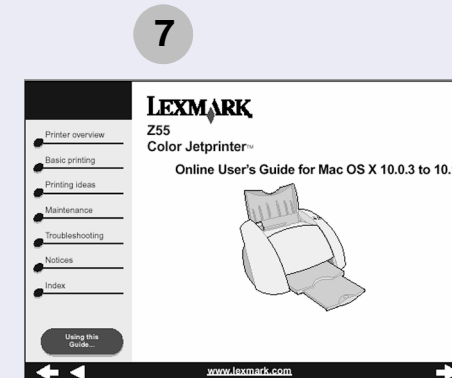 7
LEXMARK
Z55
Color Jetprinter™
Online User's Guide for Mac OS X 10.0.3 to 10.
Printer overview
Basic printing
Printing ideas
Maintenance
Troubleshooting
Notices
Index
Using this
Guide...
www.lexmark.com